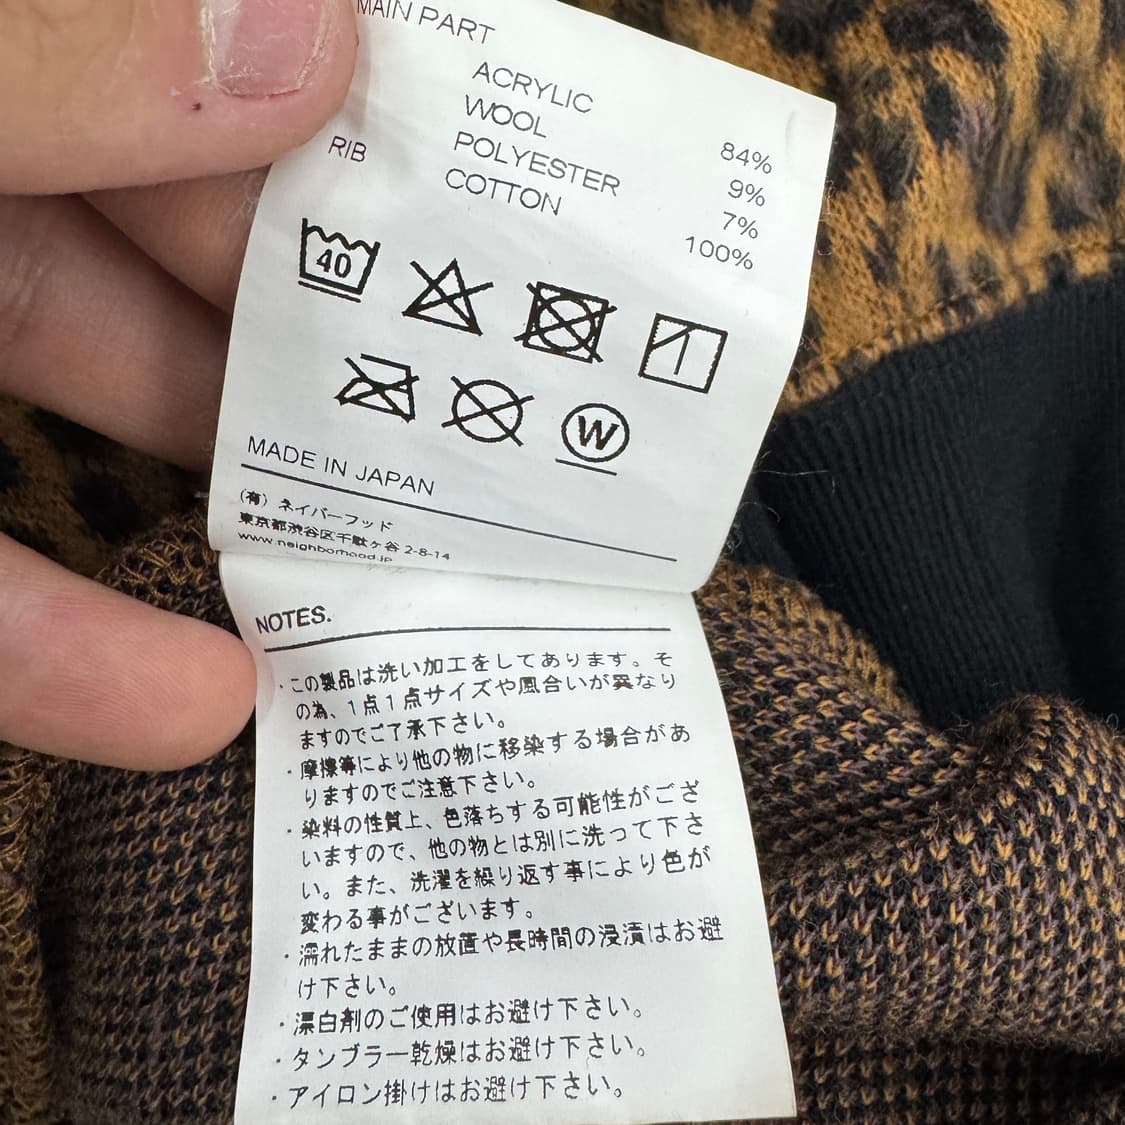 MAIN PART
ACRYLIC 84%
WOOL 9%
POLYESTER 7%
RIB COTTON 100%
40
W
MADE IN JAPAN
(有) ネイバーフッド
東京都渋谷区千駄ヶ谷 2-8-14
www.neighborhood.jp
NOTES.
・この製品は洗い加工をしてあります。そ
の為、1点1点サイズや風合いが異なり
ますのでご了承下さい。
・摩擦等により他の物に移染する場合があ
りますのでご注意下さい。
・染料の性質上、色落ちする可能性がござ
いますので、他の物とは別に洗って下さ
い。また、洗濯を繰り返す事により色が
変わる事がございます。
・濡れたままの放置や長時間の浸漬はお避
け下さい。
・漂白剤のご使用はお避け下さい。
・タンブラー乾燥はお避け下さい。
・アイロン掛けはお避け下さい。